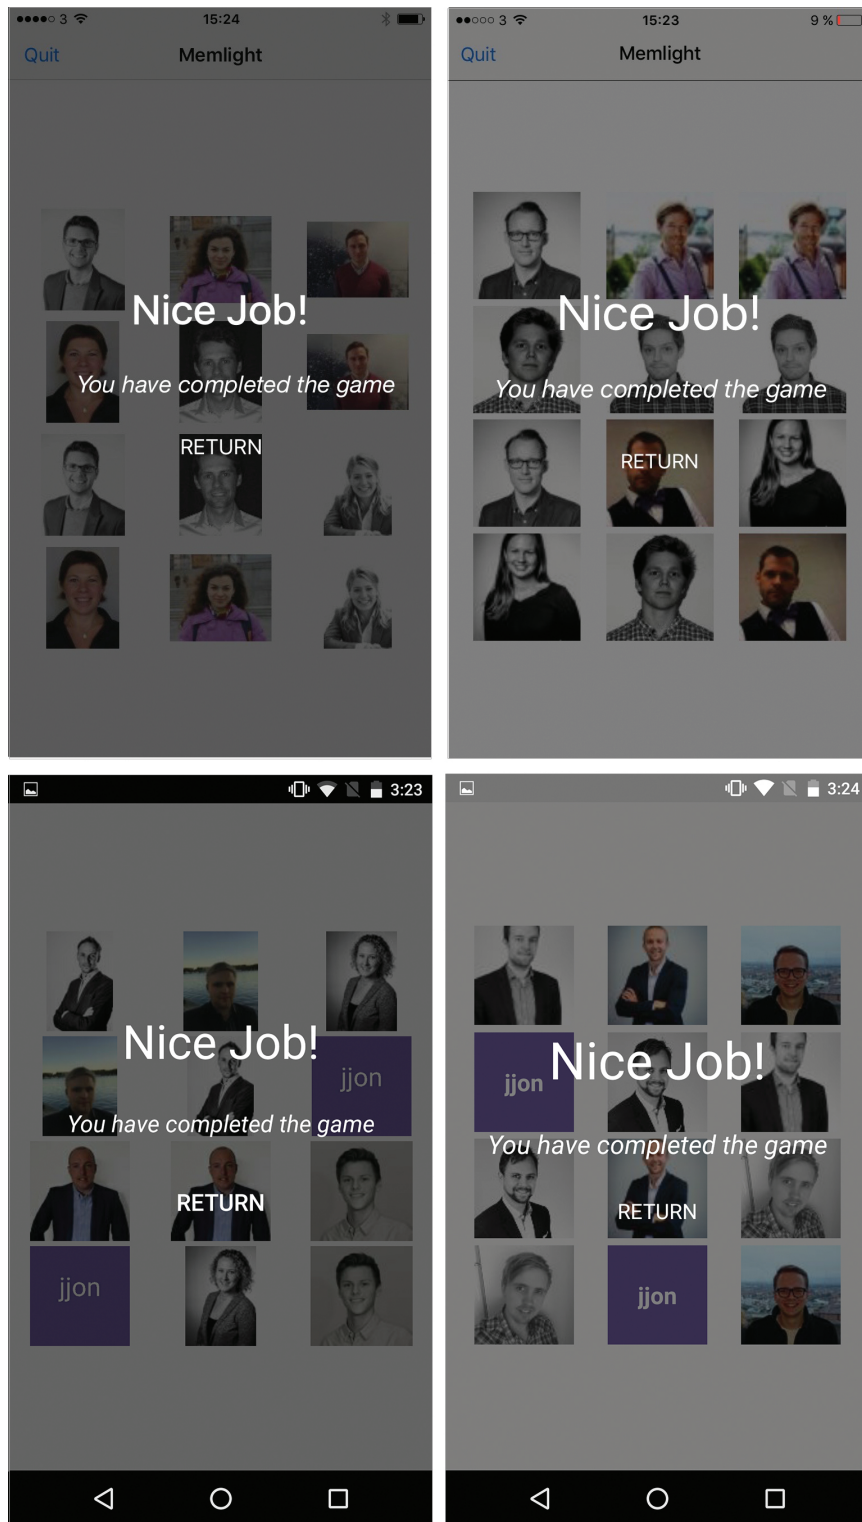 3 15:24
Quit Memlight
Nice Job!
You have completed the game
RETURN
3 15:23 9 %
Quit Memlight
Nice Job!
You have completed the game
RETURN
3:23
Nice Job!
jjon
You have completed the game
RETURN
jjon
3:24
Nice Job!
jjon
You have completed the game
RETURN
jjon